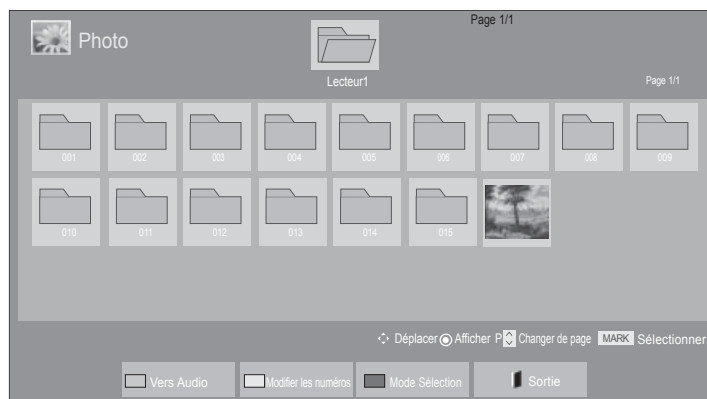 Page 1/1
Photo
Lecteur1
Page 1/1
001 002 003 004 005 006 007 008 009
010 011 012 013 014 015
Déplacer Afficher P Changer de page MARK Sélectionner
Vers Audio Modifier les numéros Mode Sélection Sortie